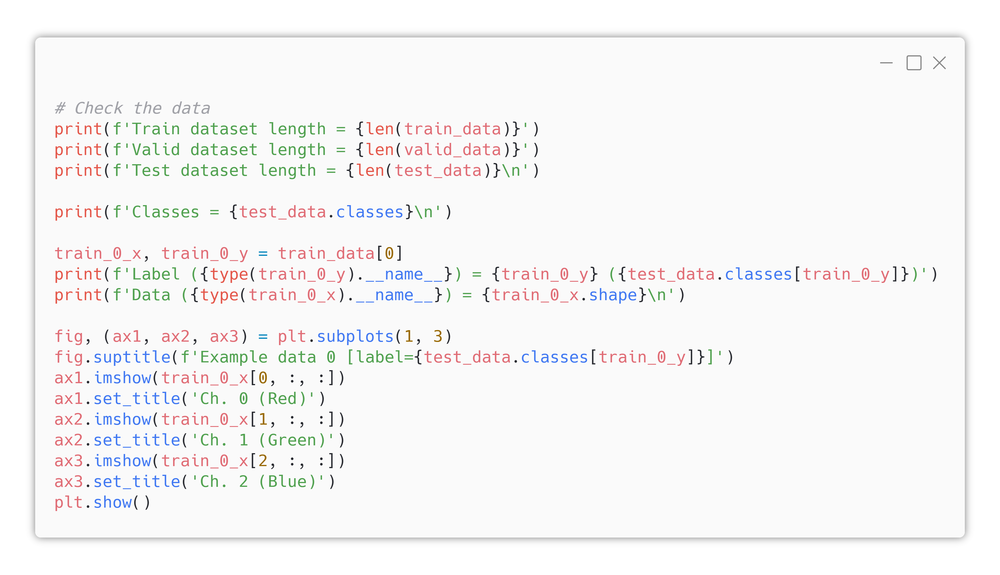 # Check the data
print(f'Train dataset length = {len(train_data)}')
print(f'Valid dataset length = {len(valid_data)}')
print(f'Test dataset length = {len(test_data)}\n')

print(f'Classes = {test_data.classes}\n')

train_0_x, train_0_y = train_data[0]
print(f'Label ({type(train_0_y).__name__}) = {train_0_y} ({test_data.classes[train_0_y]})')
print(f'Data ({type(train_0_x).__name__}) = {train_0_x.shape}\n')

fig, (ax1, ax2, ax3) = plt.subplots(1, 3)
fig.suptitle(f'Example data 0 [label={test_data.classes[train_0_y]}]')
ax1.imshow(train_0_x[0, :, :])
ax1.set_title('Ch. 0 (Red)')
ax2.imshow(train_0_x[1, :, :])
ax2.set_title('Ch. 1 (Green)')
ax3.imshow(train_0_x[2, :, :])
ax3.set_title('Ch. 2 (Blue)')
plt.show()